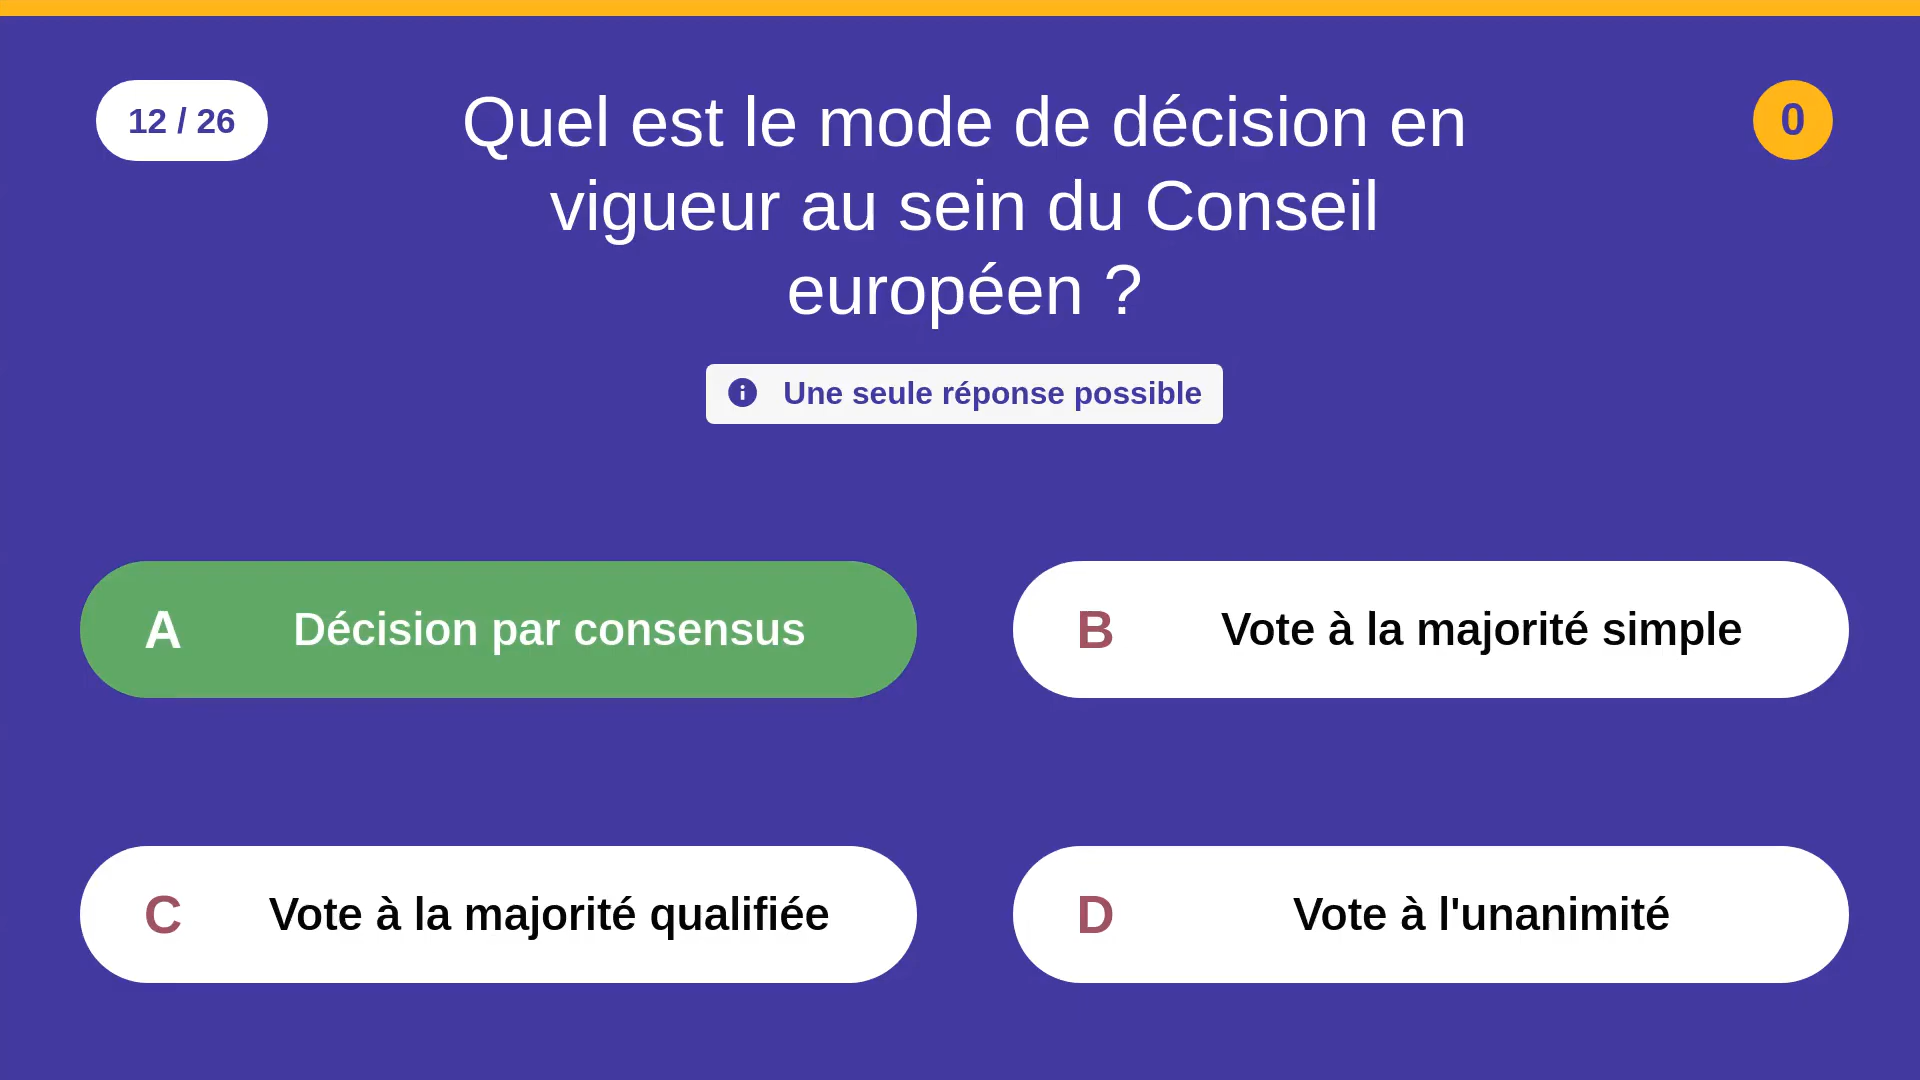 12 / 26
Quel est le mode de décision en
vigueur au sein du Conseil
européen ?
0
Une seule réponse possible
A Décision par consensus
B Vote à la majorité simple
C Vote à la majorité qualifiée
D Vote à l'unanimité